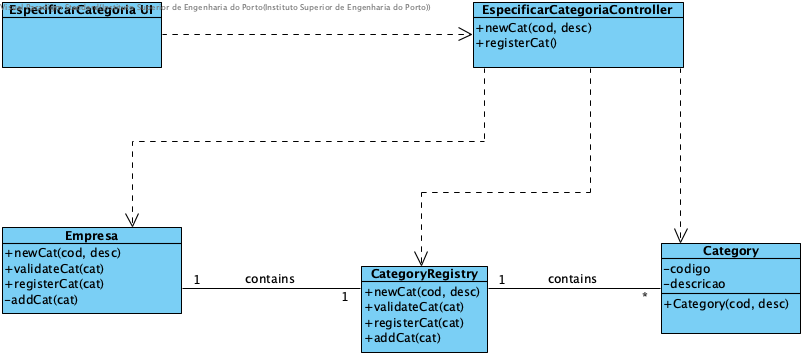 r de Engenharia do Porto(Instituto Superior de Engenharia do Porto))
EspecificarCategoria UI
EspecificarCategoriaController
+newCat(cod, desc)
+registerCat()
Empresa
+newCat(cod, desc)
+validateCat(cat)
+registerCat(cat)
-addCat(cat)
1
contains
1
CategoryRegistry
+newCat(cod, desc)
+validateCat(cat)
+registerCat(cat)
+addCat(cat)
1
contains
*
Category
-codigo
-descricao
+Category(cod, desc)